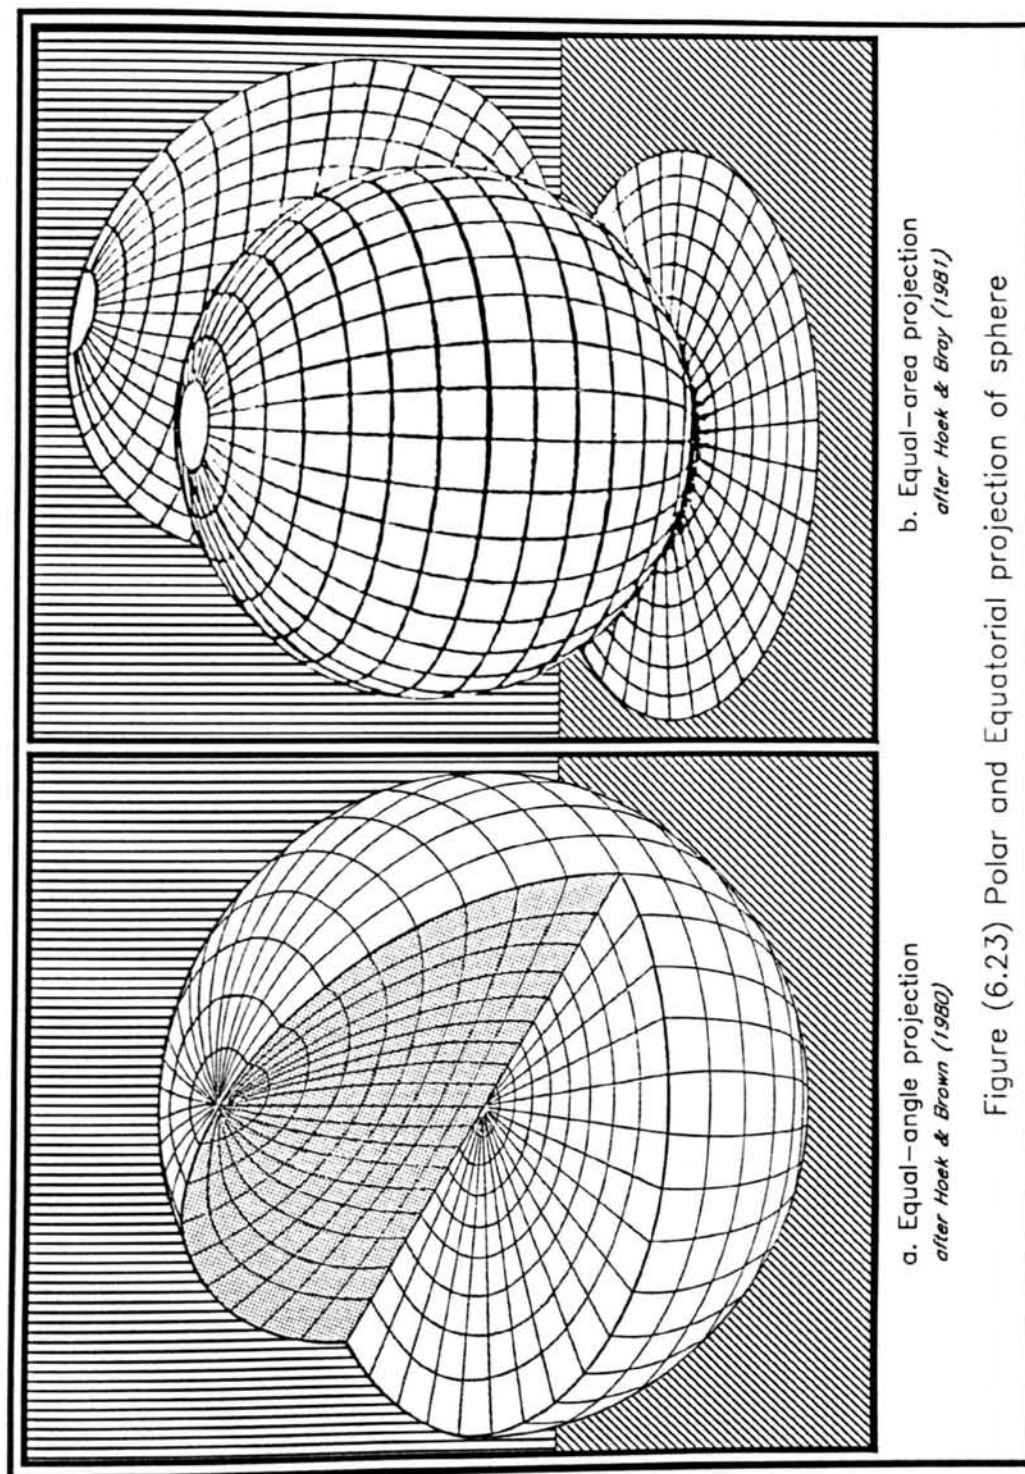 a. Equal-angle projection
after Hoek & Brown (1980)
b. Equal-area projection
after Hoek & Bray (1981)
Figure (6.23) Polar and Equatorial projection of sphere